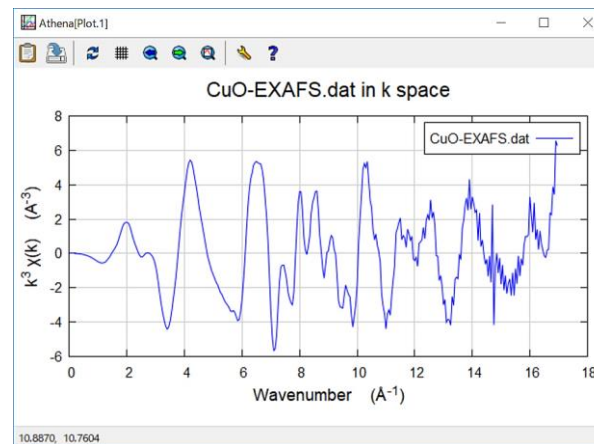 Athena[Plot.1]
CuO-EXAFS.dat in k space
CuO-EXAFS.dat
k³ χ(k) (Å⁻³)
8
6
4
2
0
-2
-4
-6
0 2 4 6 8 10 12 14 16 18
Wavenumber (Å⁻¹)
10.8870, 10.7604